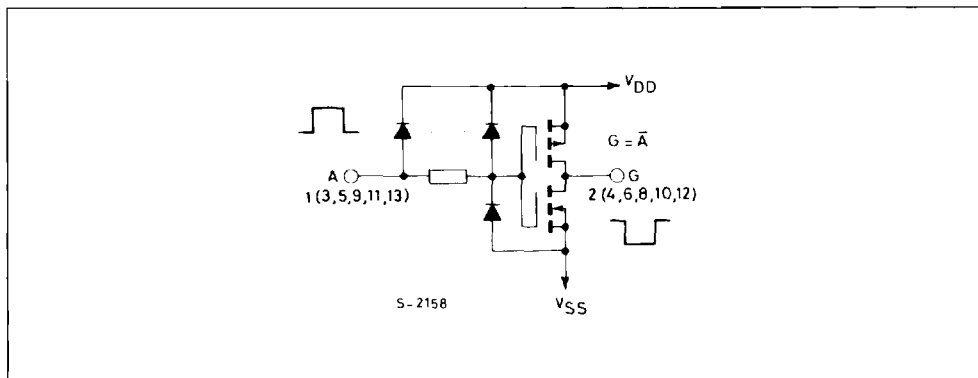 VDD
G = Ā
A
G
1 (3,5,9,11,13)
2 (4,6,8,10,12)
S-2158
VSS